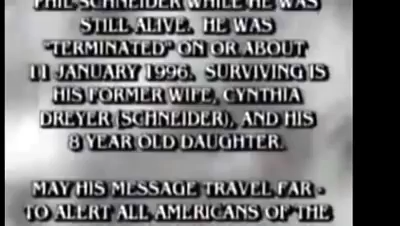 PHIL SCHNEIDER WHILE HE WAS
STILL ALIVE. HE WAS
"TERMINATED" ON OR ABOUT
11 JANUARY 1996. SURVIVING IS
HIS FORMER WIFE, CYNTHIA
DREYER (SCHNEIDER), AND HIS
8 YEAR OLD DAUGHTER.
MAY HIS MESSAGE TRAVEL FAR -
TO ALERT ALL AMERICANS OF THE